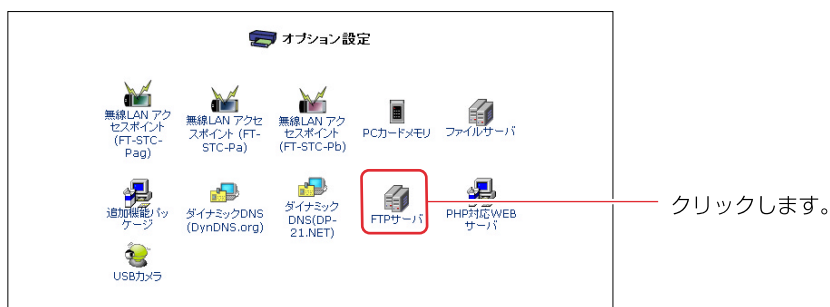 オプション設定
無線LAN アク
セスポイント
(FT-STC-
Pag)
無線LAN アクセ
スポイント (FT-
STC-Pa)
無線LAN アク
セスポイント
(FT-STC-Pb)
PCカードメモリ
ファイルサーバ
追加機能パッ
ケージ
ダイナミックDNS
(DynDNS.org)
ダイナミック
DNS(DP-
21.NET)
FTPサーバ
PHP対応WEB
サーバ
クリックします。
USBカメラ